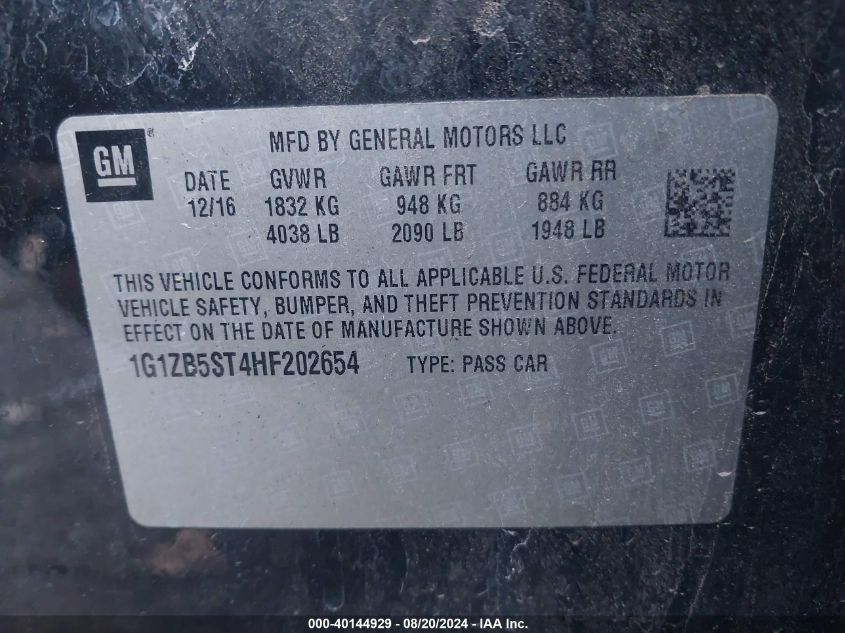 GM ®
MFD BY GENERAL MOTORS LLC
DATE GVWR GAWR FRT GAWR RR
12/16 1832 KG 948 KG 884 KG
4038 LB 2090 LB 1948 LB
THIS VEHICLE CONFORMS TO ALL APPLICABLE U.S. FEDERAL MOTOR
VEHICLE SAFETY, BUMPER, AND THEFT PREVENTION STANDARDS IN
EFFECT ON THE DATE OF MANUFACTURE SHOWN ABOVE.
1G1ZB5ST4HF202654 TYPE: PASS CAR
000-40144929 - 08/20/2024 - IAA Inc.